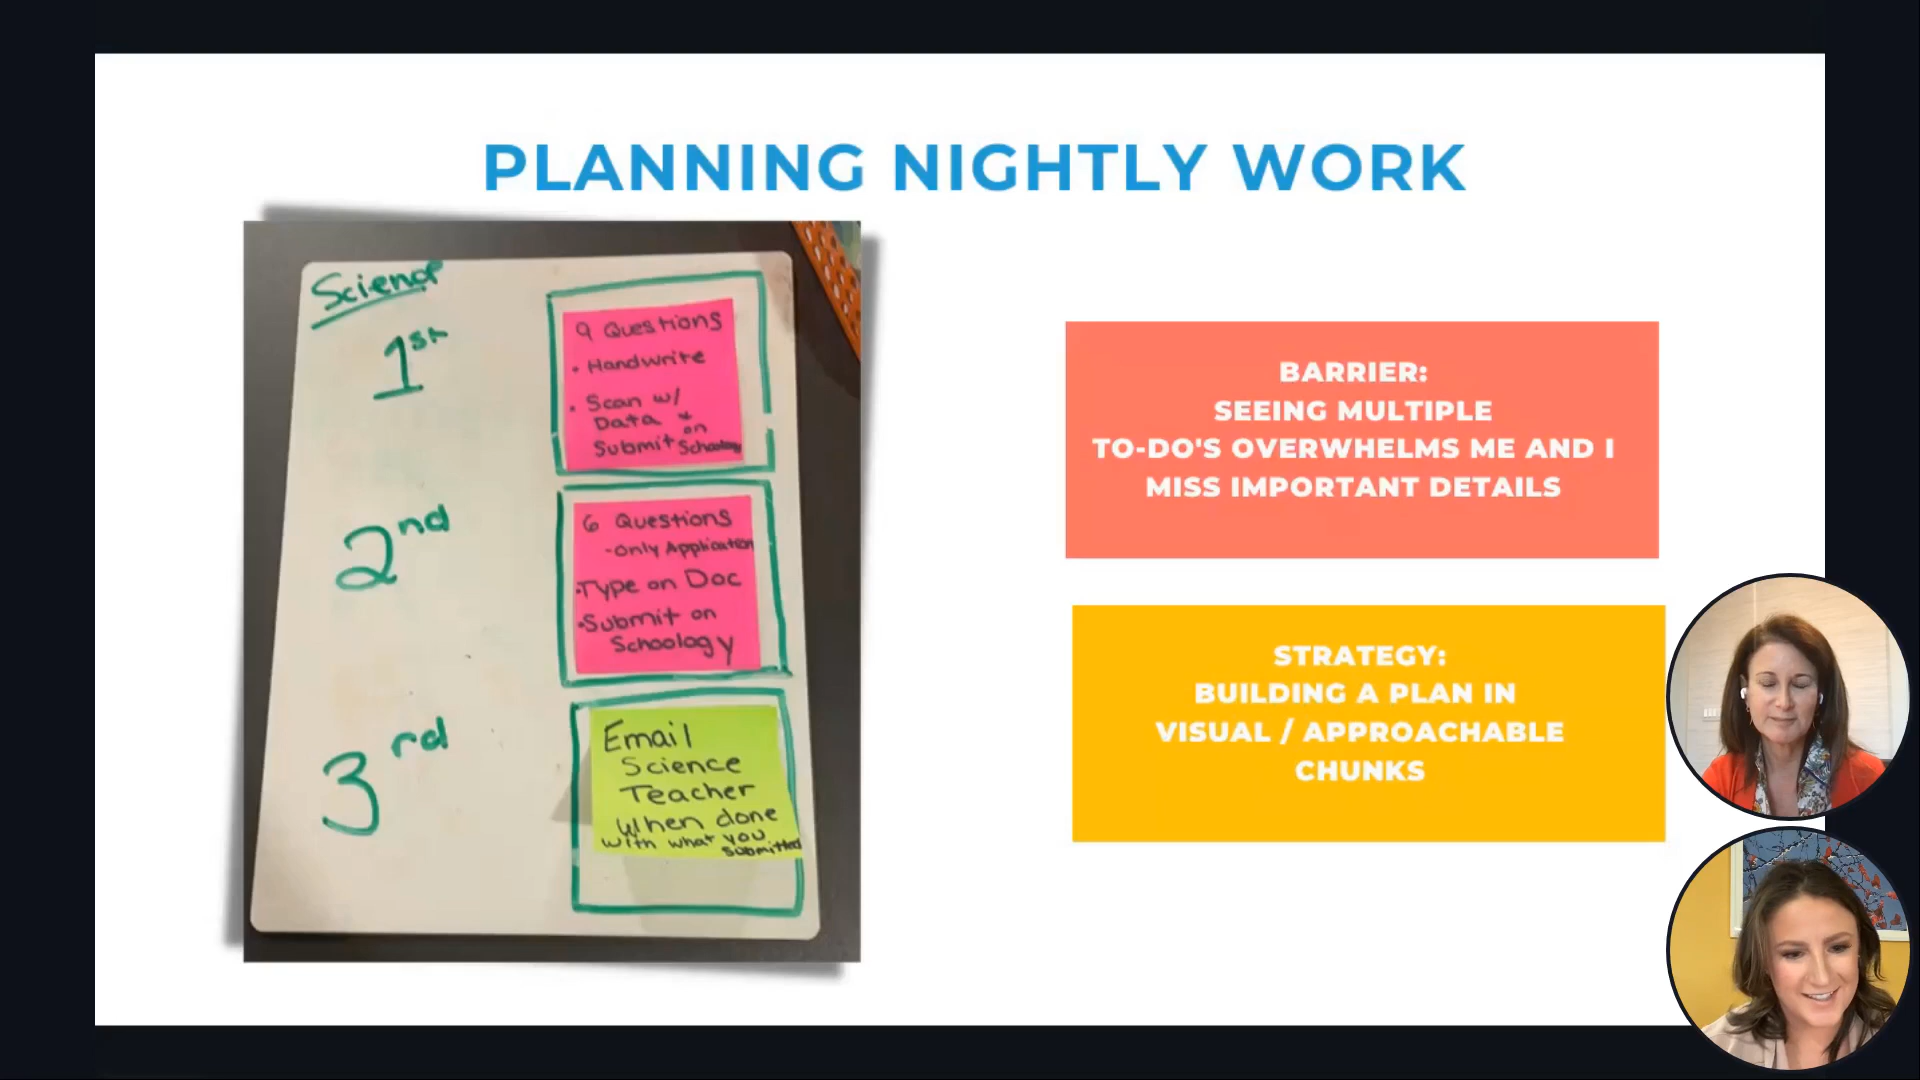 PLANNING NIGHTLY WORK
Science
1st
9 Questions
• Handwrite
• Scan w/
Data +
Submit on Schoology
2nd
6 Questions
-Only Application
•Type on Doc
•Submit on
Schoology
3rd
Email
Science
Teacher
When done
with what you
submitted
BARRIER:
SEEING MULTIPLE
TO-DO'S OVERWHELMS ME AND I
MISS IMPORTANT DETAILS
STRATEGY:
BUILDING A PLAN IN
VISUAL / APPROACHABLE
CHUNKS